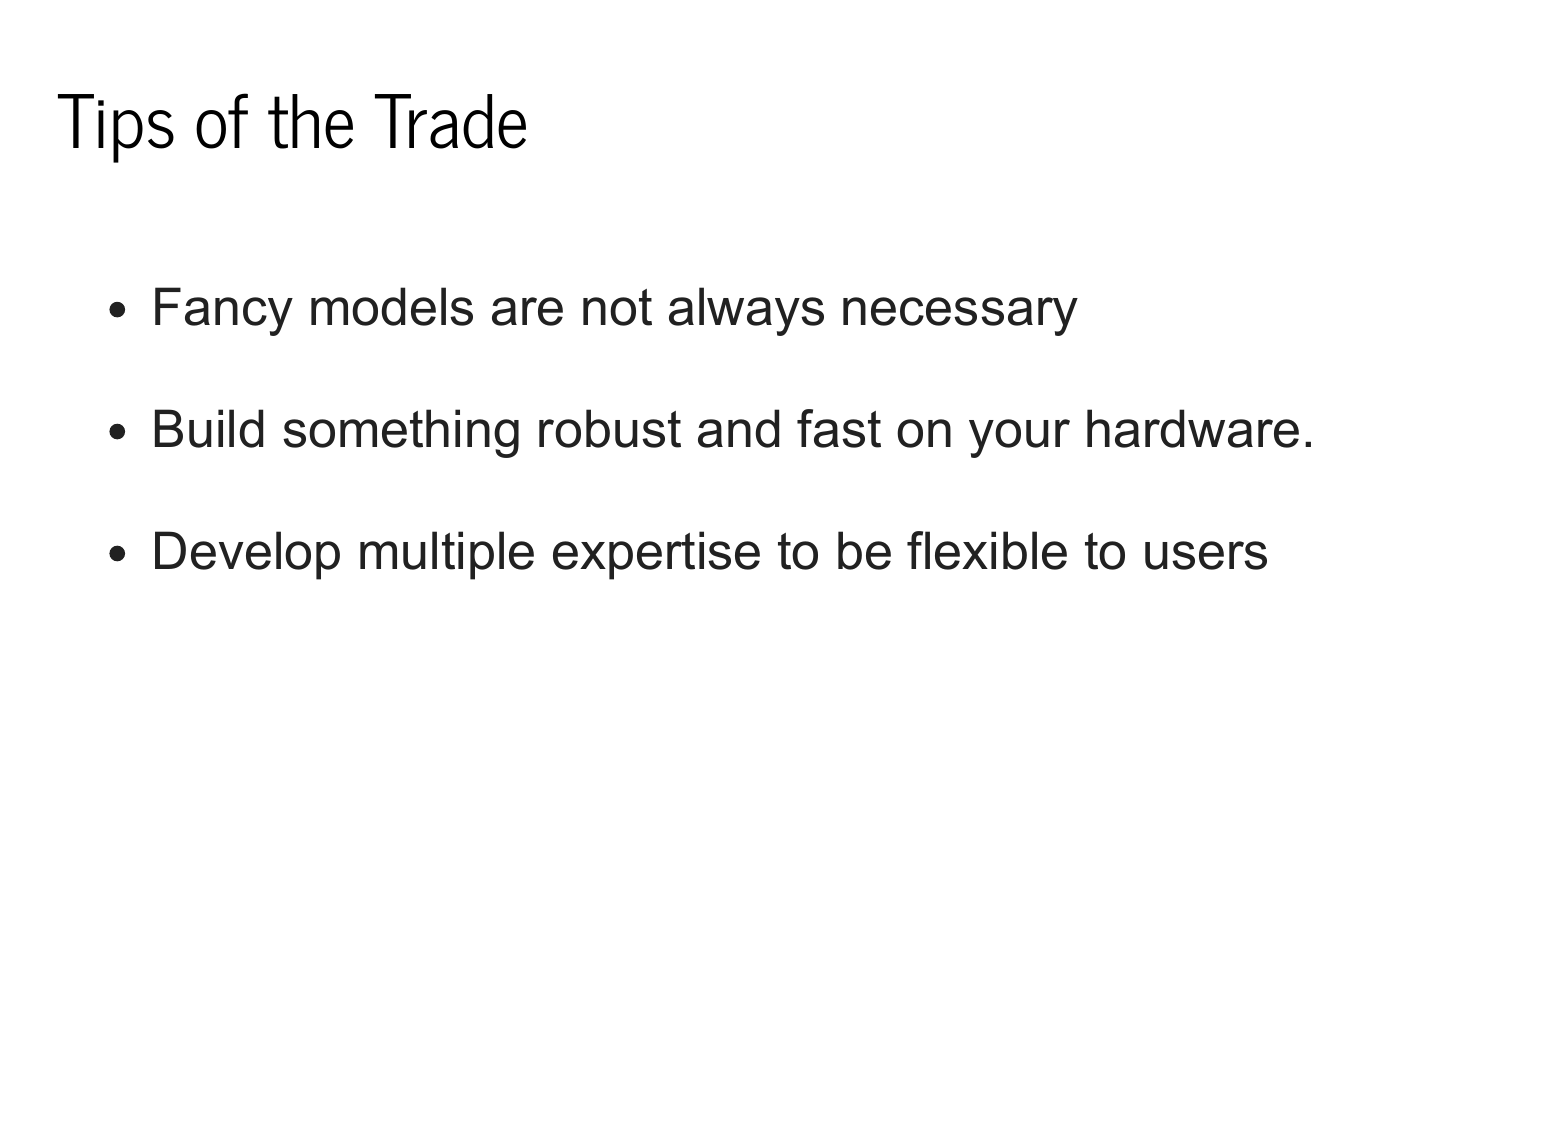 Tips of the Trade
• Fancy models are not always necessary
• Build something robust and fast on your hardware.
• Develop multiple expertise to be flexible to users